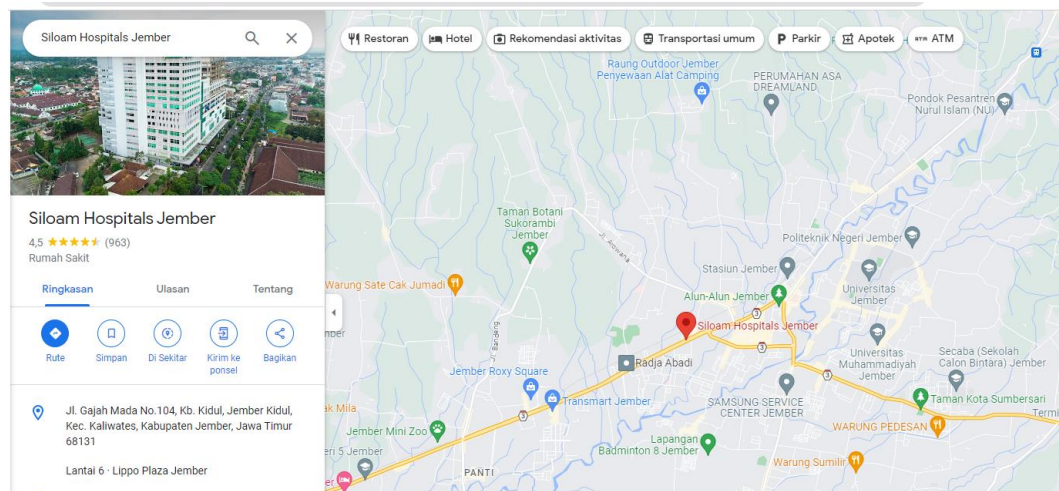 Siloam Hospitals Jember
Siloam Hospitals Jember
4,5
(963)
Rumah Sakit
Ringkasan
Ulasan
Tentang
Rute
Simpan
Di Sekitar
Kirim ke
ponsel
Bagikan
Jl. Gajah Mada No.104, Kb. Kidul, Jember Kidul,
Kec. Kaliwates, Kabupaten Jember, Jawa Timur
68131
Lantai 6 · Lippo Plaza Jember
Restoran
Hotel
Rekomendasi aktivitas
Transportasi umum
P Parkir
Apotek
ATM ATM
Raung Outdoor Jember
Penyewaan Alat Camping
PERUMAHAN ASA
DREAMLAND
Pondok Pesantren
Nurul Islam (NU)
Taman Botani
Sukorambi
Jember
Politeknik Negeri Jember
Stasiun Jember
Universitas
Jember
Warung Sate Cak Jumadi
Alun-Alun Jember
3
Siloam Hospitals Jember
3
Radja Abadi
3
Universitas
Muhammadiyah
Jember
Secaba (Sekolah
Calon Bintara) Jember
Jember Roxy Square
Transmart Jember
SAMSUNG SERVICE
CENTER JEMBER
Taman Kota Sumbersari
3
Jember Mini Zoo
Lapangan
Badminton 8 Jember
WARUNG PEDESAN
Warung Sumilir
PANTI